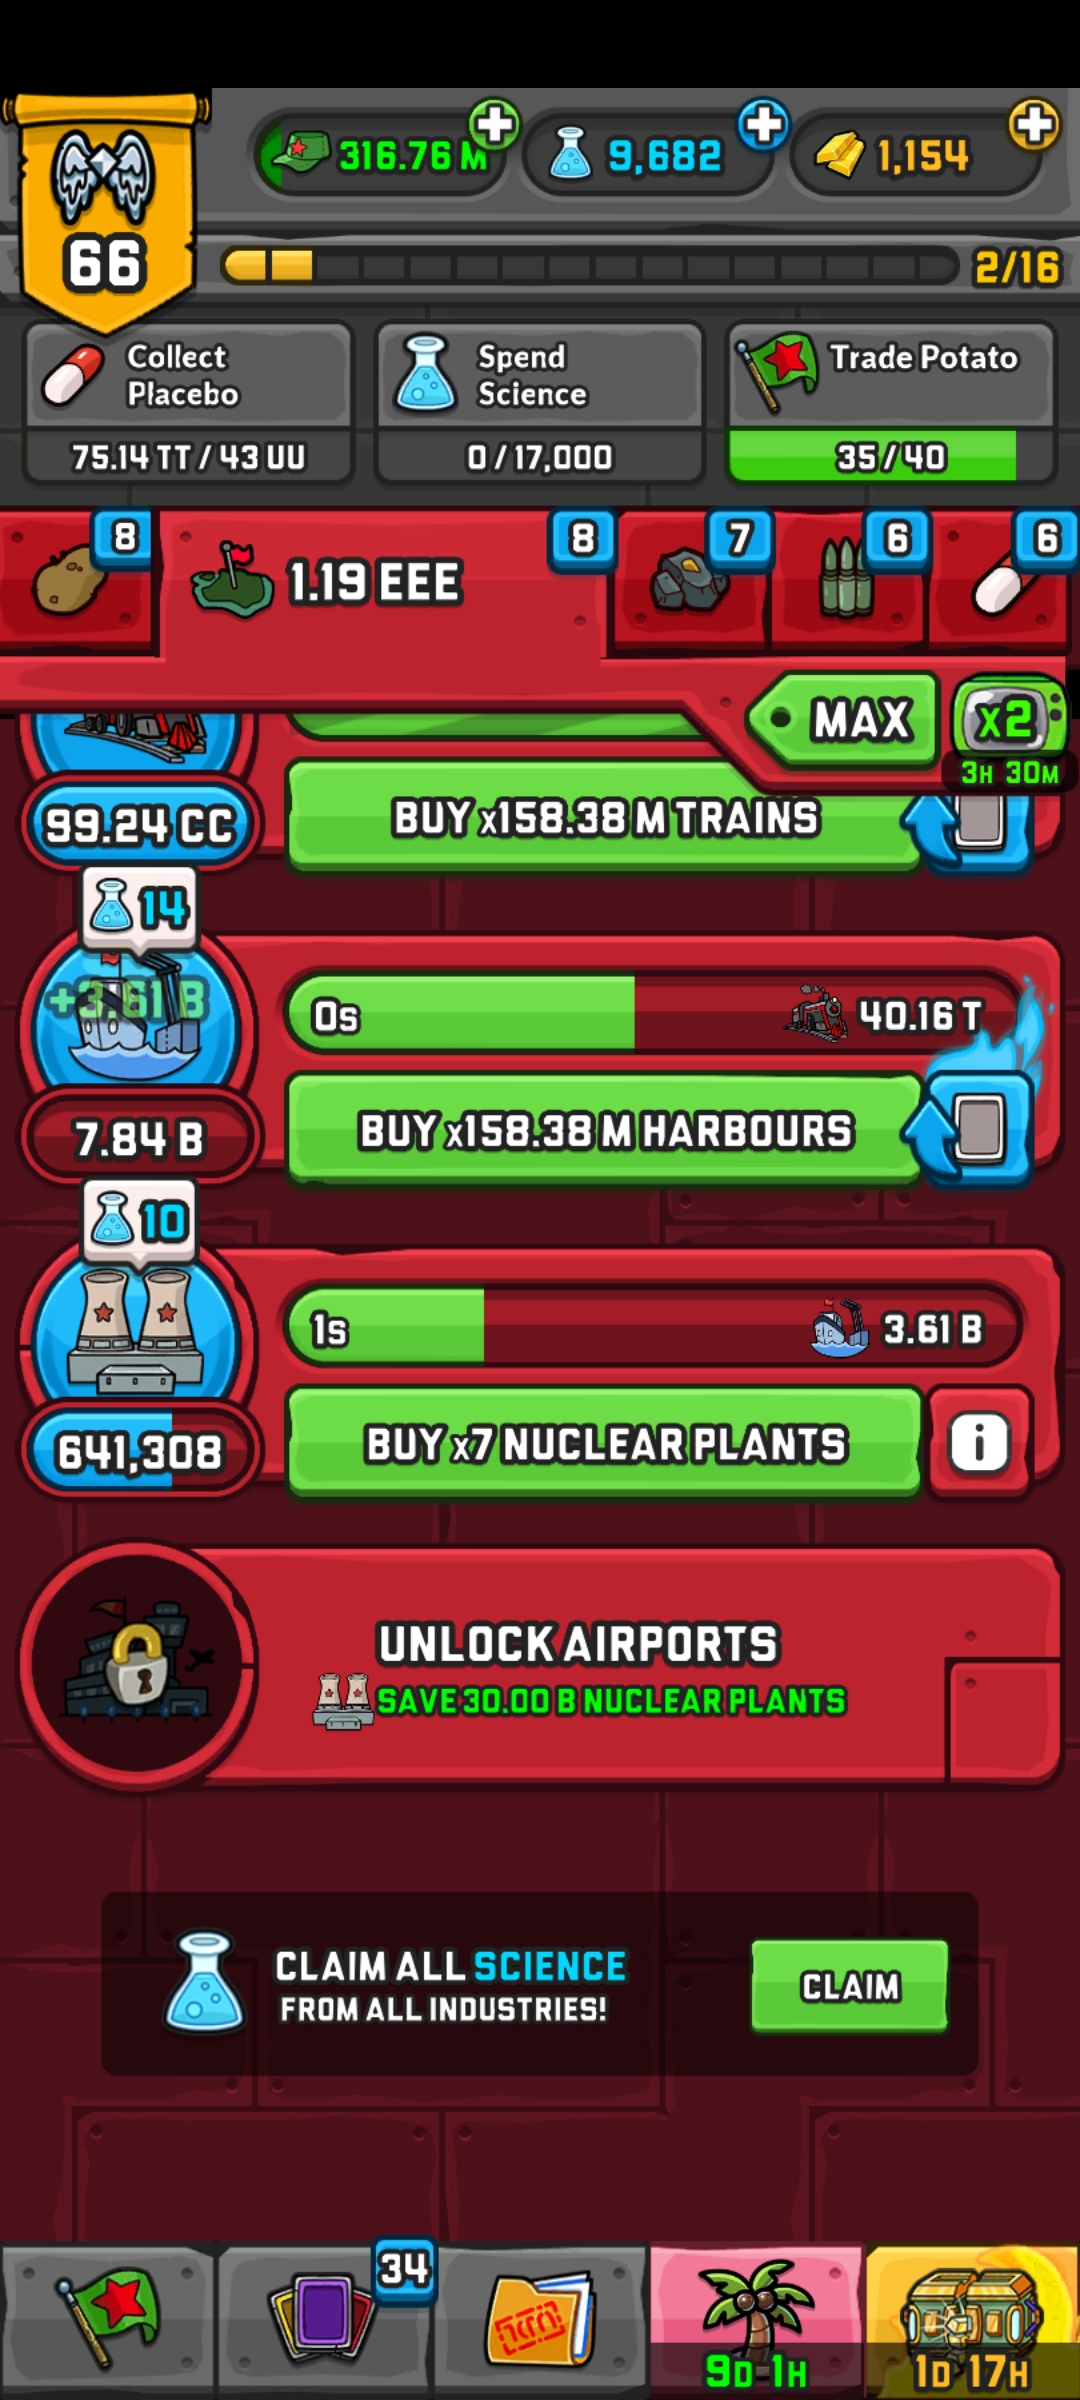 316.76 M
9,682
1,154
66
2/16
Collect
Placebo
75.14 TT / 43 UU
Spend
Science
0 / 17,000
Trade Potato
35 / 40
8
1.19 EEE
8
7
6
6
MAX
x2
3H 30M
99.24 CC
BUY x158.38 M TRAINS
14
+3.61 B
0s
40.16 T
7.84 B
BUY x158.38 M HARBOURS
10
1s
3.61 B
641,308
BUY x7 NUCLEAR PLANTS
i
UNLOCK AIRPORTS
SAVE 30.00 B NUCLEAR PLANTS
CLAIM ALL SCIENCE
FROM ALL INDUSTRIES!
CLAIM
34
9D 1H
1D 17H